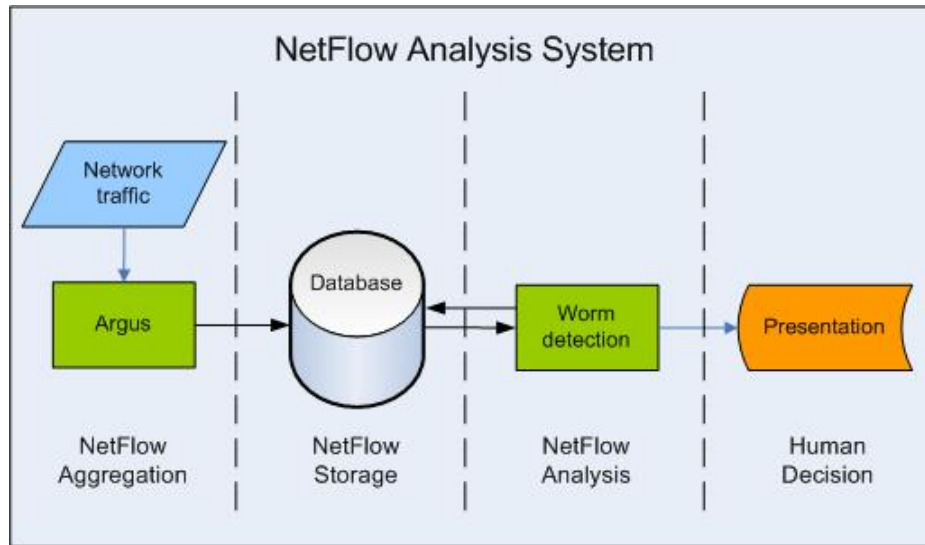 NetFlow Analysis System
Network
traffic
Argus
Database
Worm
detection
Presentation
NetFlow
Aggregation
NetFlow
Storage
NetFlow
Analysis
Human
Decision